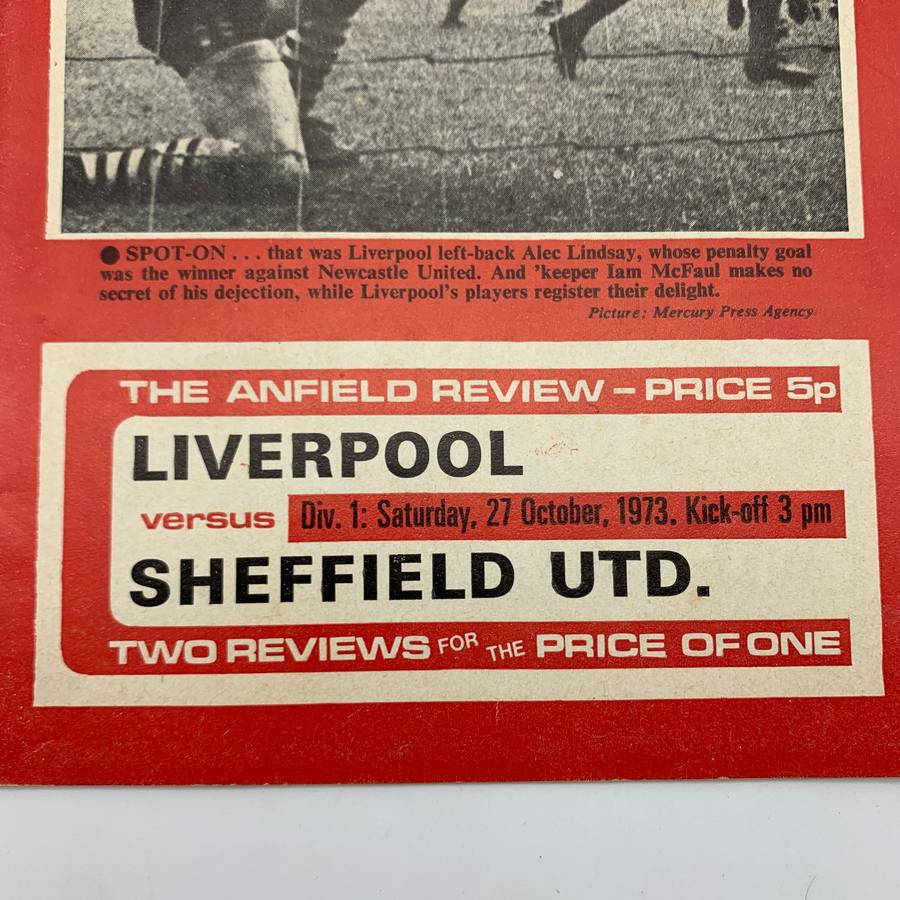 ● SPOT-ON . . . that was Liverpool left-back Alec Lindsay, whose penalty goal
was the winner against Newcastle United. And 'keeper Iam McFaul makes no
secret of his dejection, while Liverpool's players register their delight.
Picture: Mercury Press Agency
THE ANFIELD REVIEW – PRICE 5p
LIVERPOOL
versus Div. 1: Saturday, 27 October, 1973. Kick-off 3 pm
SHEFFIELD UTD.
TWO REVIEWS FOR THE PRICE OF ONE